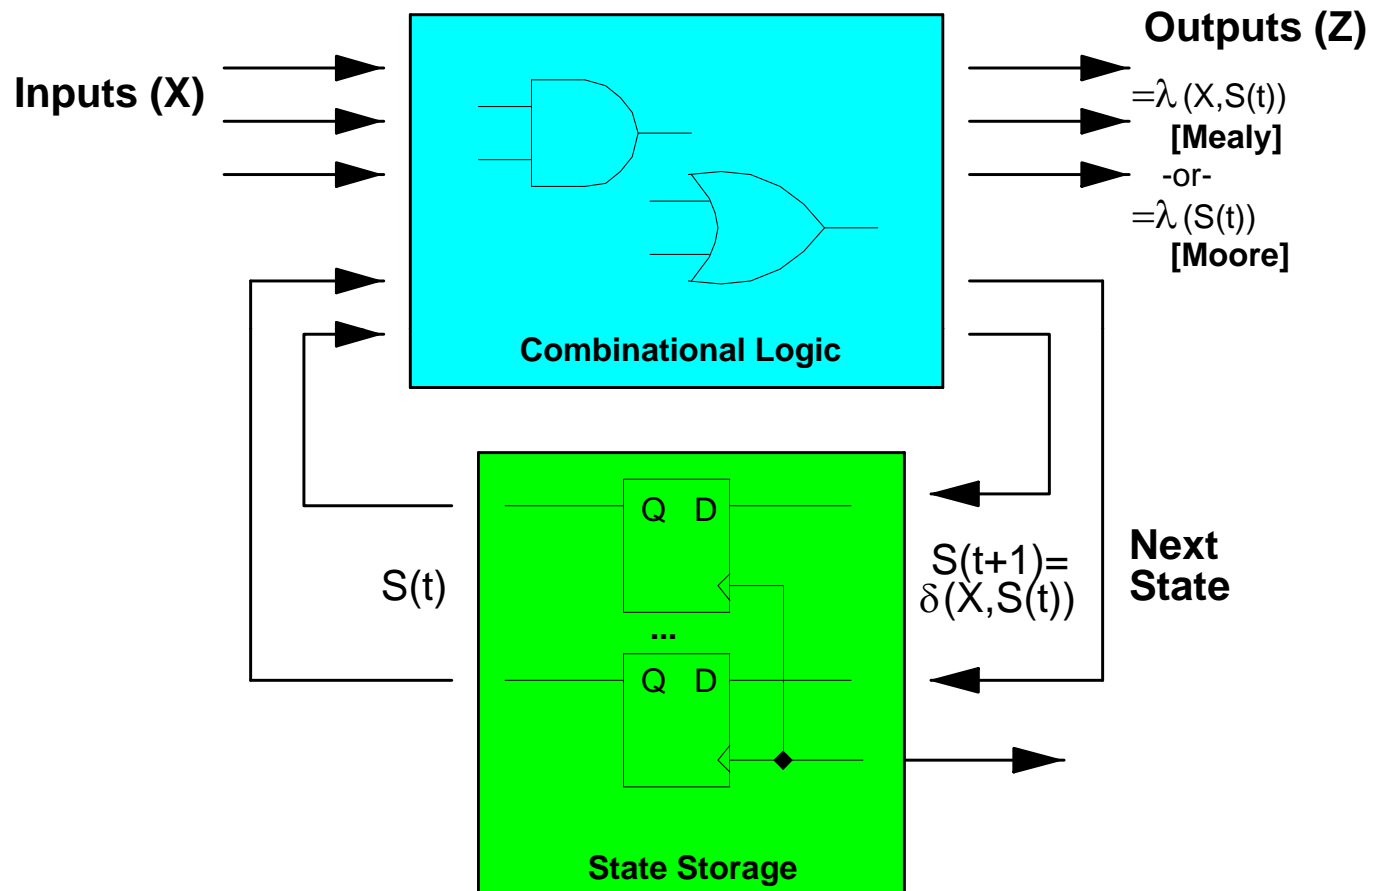 Outputs (Z)
Inputs (X)
=λ(X,S(t))
[Mealy]
-or-
=λ(S(t))
[Moore]
Combinational Logic
Q D
S(t)
S(t+1)=
δ(X,S(t))
Next
State
...
Q D
State Storage